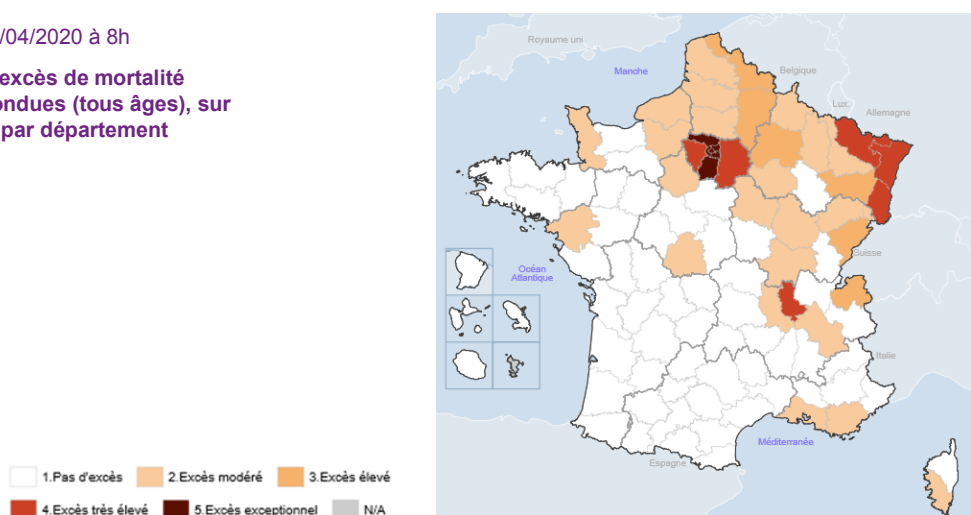 /04/2020 à 8h
excès de mortalité
ondues (tous âges), sur
par département
Royaume uni
Manche
Belgique
Lux.
Allemagne
Suisse
Océan
Atlantique
Italie
Méditerranée
Espagne
1.Pas d'excès 2.Excès modéré 3.Excès élevé
4.Excès très élevé 5.Excès exceptionnel N/A